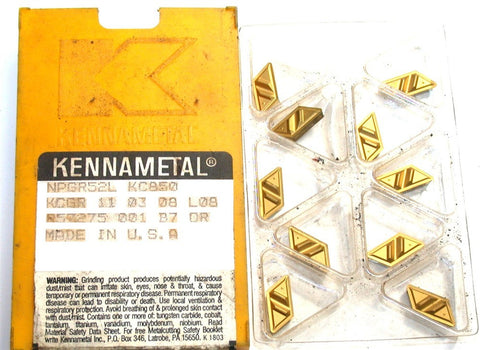 KENNAMETAL
KENNAMETAL®
NPGR52L KC850
KCGR 11 03 08 L08
A59275 001 B7 OR
MADE IN U.S.A
WARNING: Grinding product produces potentially hazardous
dust/mist that can irritate skin, eyes, nose & throat, & cause
temporary or permanent respiratory disease. Permanent respiratory
disease can lead to disability or death. Use local ventilation &
respiratory protection. Avoid breathing of & prolonged skin contact
with dust/mist. Contains one or more of: tungsten carbide, cobalt,
tantalum, titanium, vanadium, molybdenum, niobium. Read
Material Safety Data Sheet. For free Metalcutting Safety Booklet
write Kennametal Inc., P.O. Box 346, Latrobe, PA 15650. K 1803